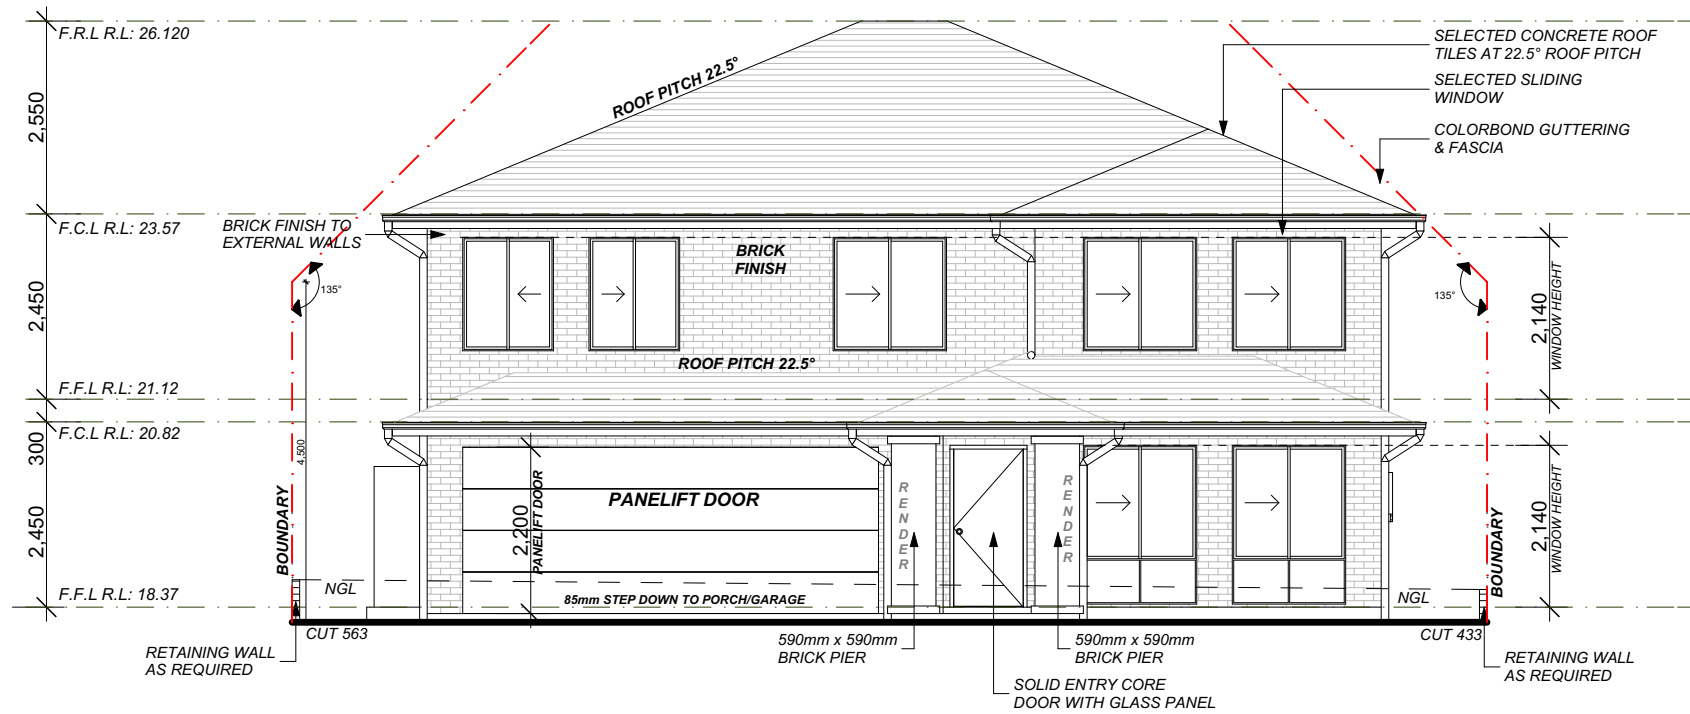 F.R.L R.L: 26.120
2,550
ROOF PITCH 22.5°
SELECTED CONCRETE ROOF
TILES AT 22.5° ROOF PITCH
SELECTED SLIDING
WINDOW
COLORBOND GUTTERING
& FASCIA
F.C.L R.L: 23.57
BRICK FINISH TO
EXTERNAL WALLS
BRICK
FINISH
135°
135°
2,450
2,140
WINDOW HEIGHT
ROOF PITCH 22.5°
F.F.L R.L: 21.12
300
F.C.L R.L: 20.82
4,500
2,450
BOUNDARY
2,200
PANELIFT DOOR
PANELIFT DOOR
RENDER
RENDER
2,140
WINDOW HEIGHT
BOUNDARY
NGL
NGL
F.F.L R.L: 18.37
85mm STEP DOWN TO PORCH/GARAGE
CUT 563
CUT 433
RETAINING WALL
AS REQUIRED
590mm x 590mm
BRICK PIER
590mm x 590mm
BRICK PIER
RETAINING WALL
AS REQUIRED
SOLID ENTRY CORE
DOOR WITH GLASS PANEL